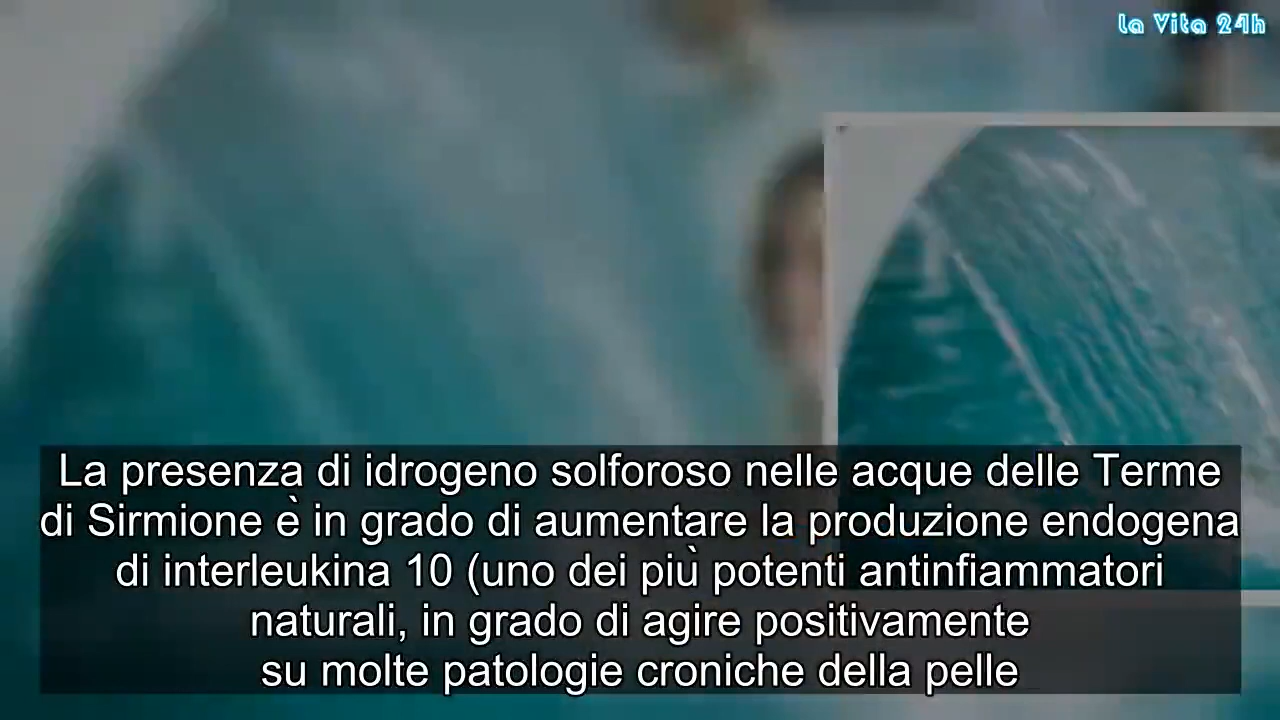 la Vita 24h
La presenza di idrogeno solforoso nelle acque delle Terme
di Sirmione è in grado di aumentare la produzione endogena
di interleukina 10 (uno dei più potenti antinfiammatori
naturali, in grado di agire positivamente
su molte patologie croniche della pelle